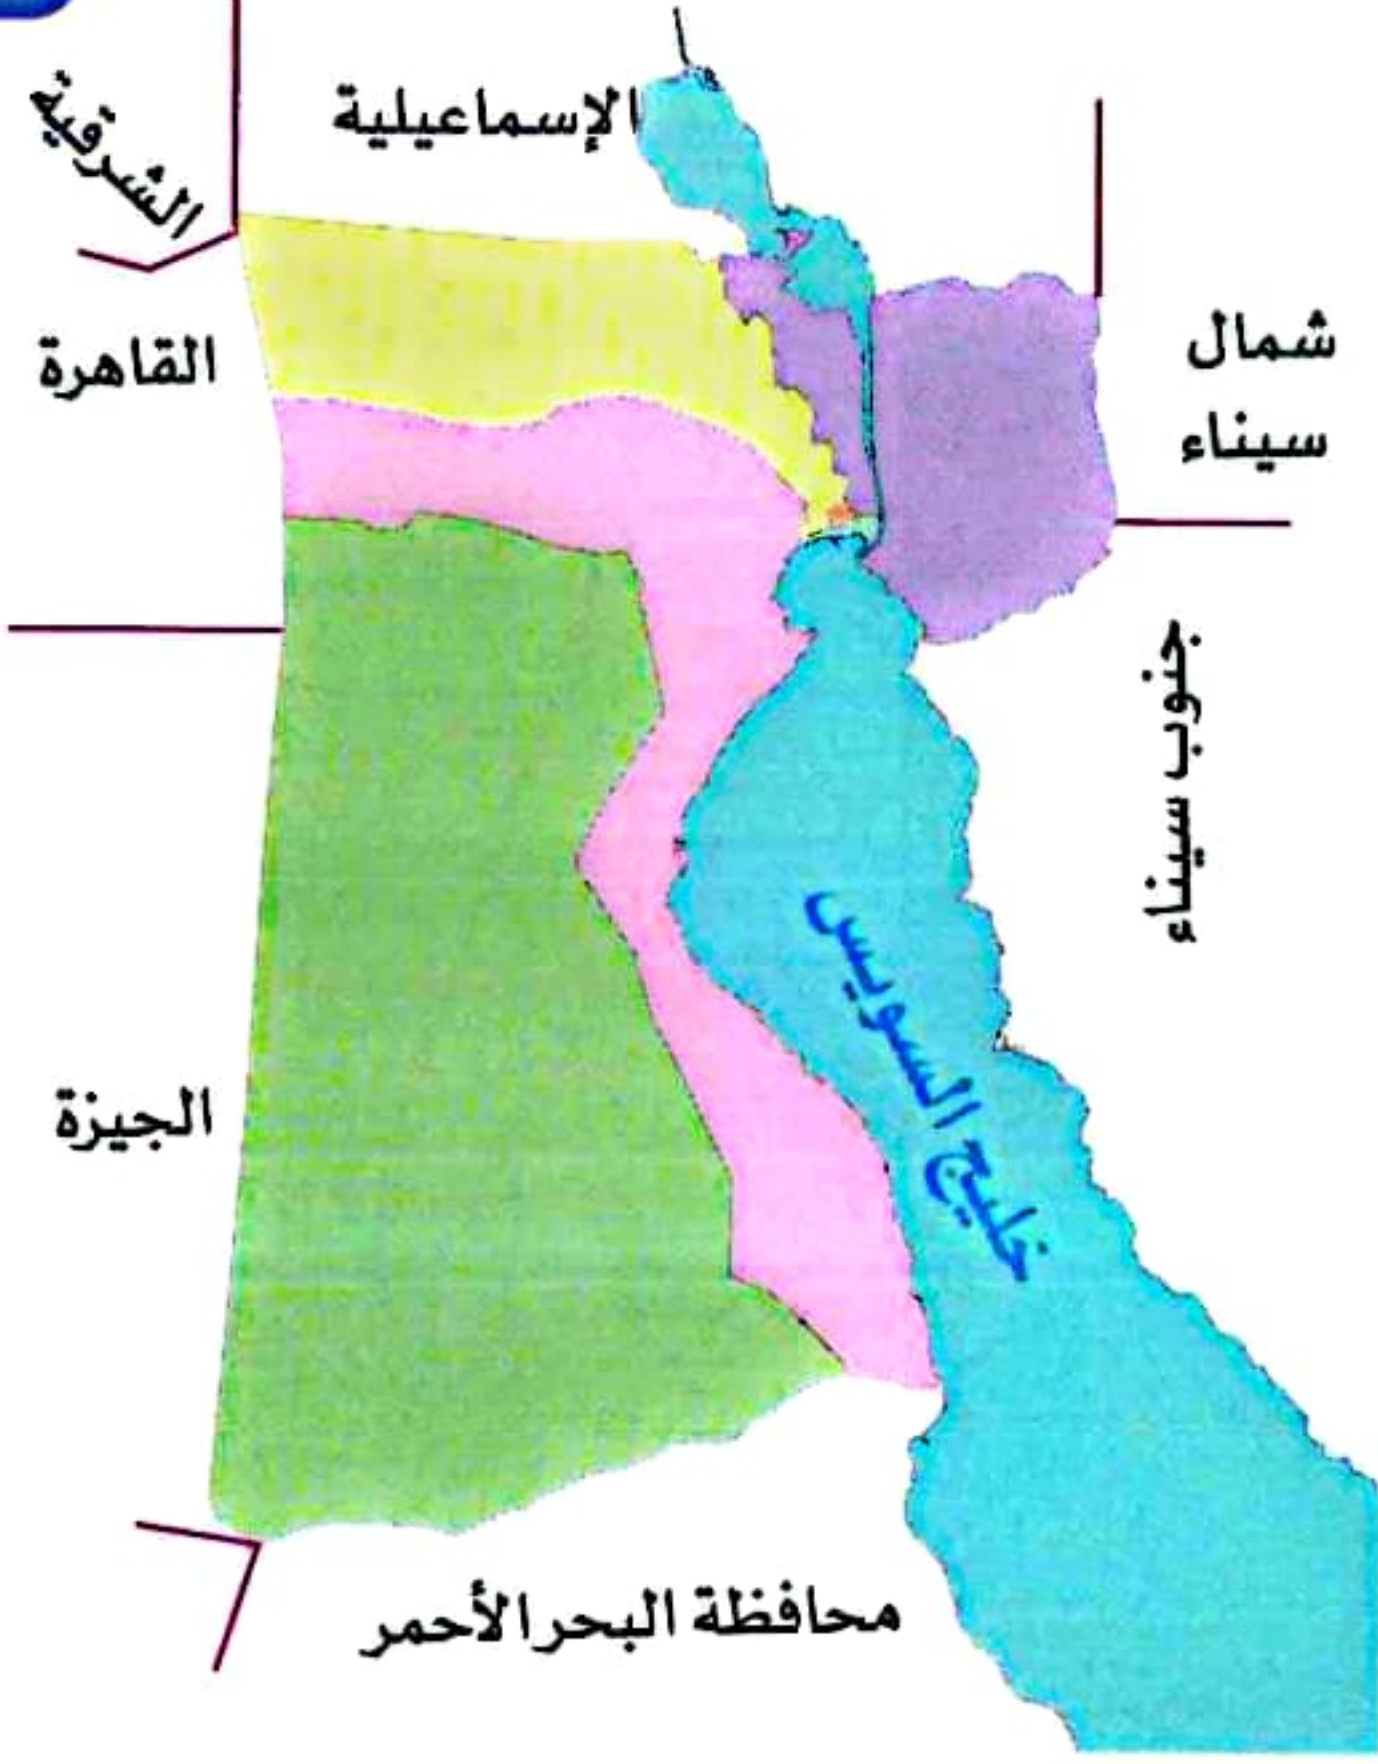 الإسماعيلية
الشرقية
القاهرة
شمال
سيناء
جنوب سيناء
خليج السويس
الجيزة
محافظة البحر الأحمر